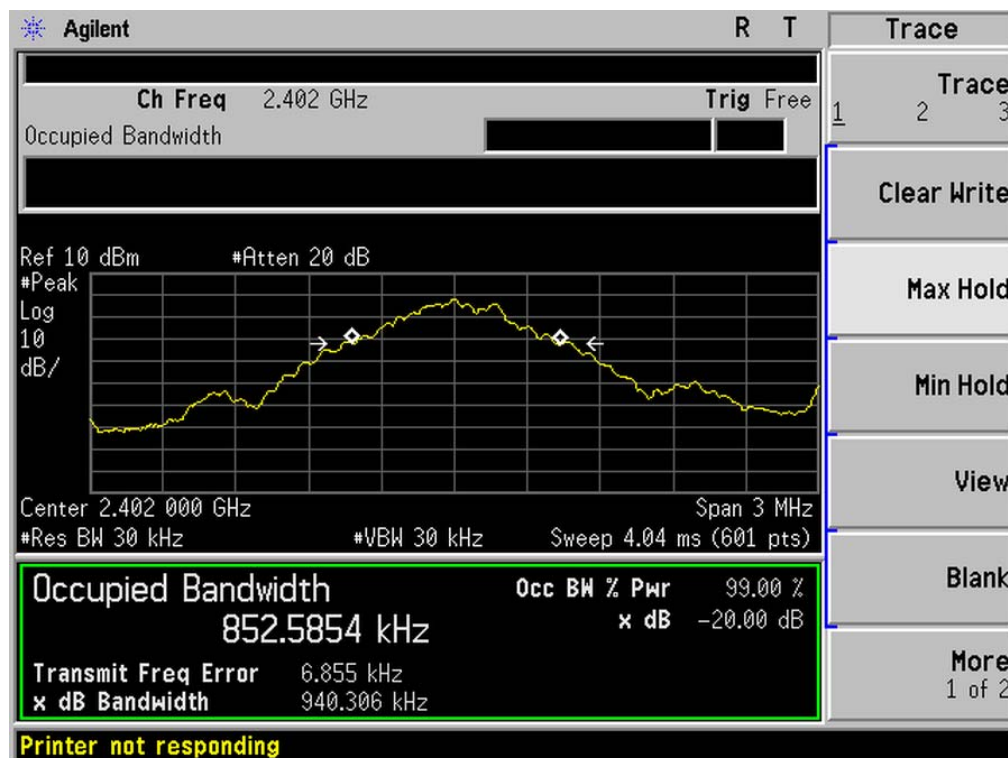 Agilent R T Trace
Trace
Ch Freq 2.402 GHz Trig Free
1 2 3
Occupied Bandwidth
Clear Write
Ref 10 dBm #Atten 20 dB
#Peak
Max Hold
Log
10
dB/
Min Hold
View
Center 2.402 000 GHz Span 3 MHz
#Res BW 30 kHz #VBW 30 kHz Sweep 4.04 ms (601 pts)
Occupied Bandwidth Occ BW % Pwr 99.00 %
Blank
852.5854 kHz x dB -20.00 dB
More
Transmit Freq Error 6.855 kHz
1 of 2
x dB Bandwidth 940.306 kHz
Printer not responding